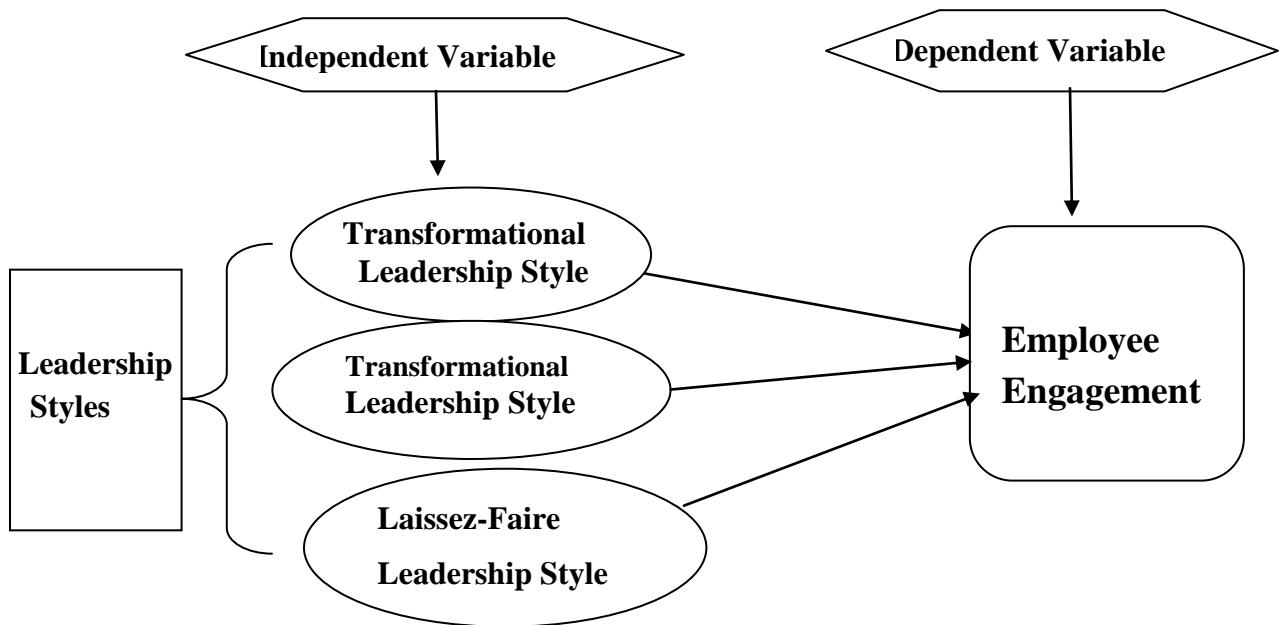 Independent Variable
Dependent Variable
Transformational
Leadership Style
Leadership
Styles
Transformational
Leadership Style
Laissez-Faire
Leadership Style
Employee
Engagement